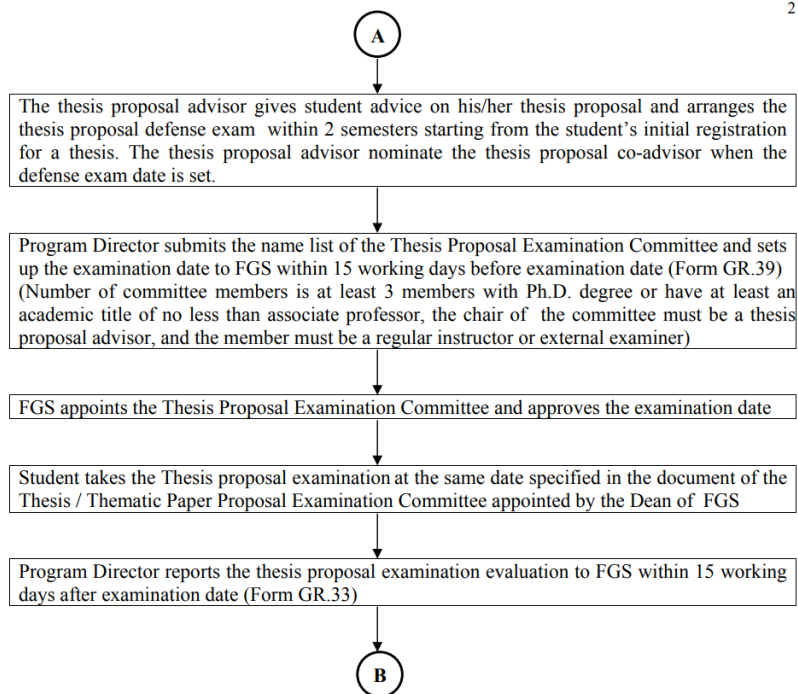 2
A
The thesis proposal advisor gives student advice on his/her thesis proposal and arranges the
thesis proposal defense exam within 2 semesters starting from the student's initial registration
for a thesis. The thesis proposal advisor nominate the thesis proposal co-advisor when the
defense exam date is set.
Program Director submits the name list of the Thesis Proposal Examination Committee and sets
up the examination date to FGS within 15 working days before examination date (Form GR.39)
(Number of committee members is at least 3 members with Ph.D. degree or have at least an
academic title of no less than associate professor, the chair of the committee must be a thesis
proposal advisor, and the member must be a regular instructor or external examiner)
FGS appoints the Thesis Proposal Examination Committee and approves the examination date
Student takes the Thesis proposal examination at the same date specified in the document of the
Thesis / Thematic Paper Proposal Examination Committee appointed by the Dean of FGS
Program Director reports the thesis proposal examination evaluation to FGS within 15 working
days after examination date (Form GR.33)
B